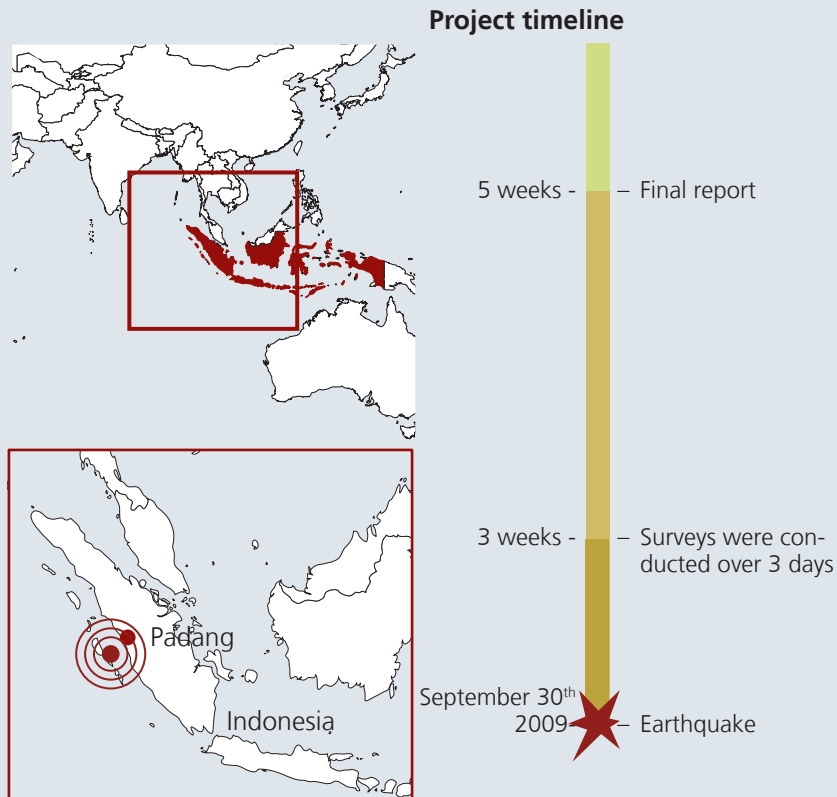 Project timeline
5 weeks - – Final report
3 weeks - – Surveys were con-
ducted over 3 days
Padang
Indonesia
September 30th
2009- – Earthquake